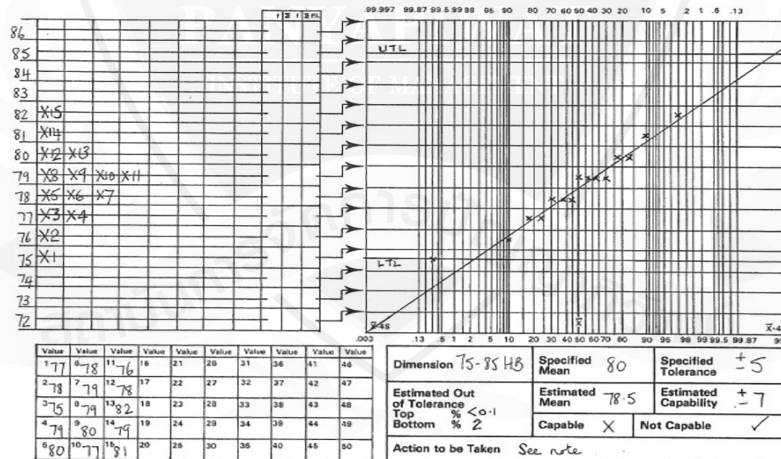 f Σ f Σ f%
99.997 99.87 99.5 99 98 95 90 80 70 60 50 40 30 20 10 5 2 1 .5 .13
86
85 UTL
84
83
82 X15
81 X14
80 X12 X13
79 X8 X9 X10 X11
78 X5 X6 X7
77 X3 X4
76 X2
75 X1 LTL
74
73
72
X̄-4S X̄ X̄-4
.003 .13 .5 1 2 5 10 20 30 40 50 60 70 80 90 95 98 99 99.5 99.87
Value Value Value Value Value Value Value Value Value Value
1 77 6 78 11 76 16 21 26 31 36 41 46
2 78 7 79 12 78 17 22 27 32 37 42 47
3 75 8 79 13 82 18 23 28 33 38 43 48
4 79 9 80 14 79 19 24 29 34 39 44 49
5 80 10 77 15 81 20 25 30 35 40 45 50
Dimension 75-85 HB Specified Mean 80 Specified Tolerance ± 5
Estimated Out of Tolerance
Top % <0.1
Bottom % 2
Estimated Mean 78.5 Estimated Capability ± 7
Capable X Not Capable ✓
Action to be Taken See note